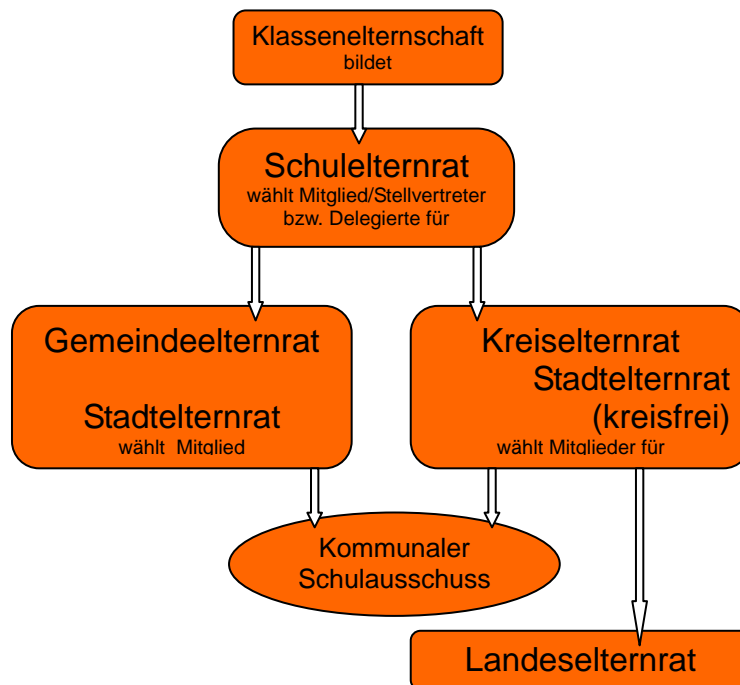 Klassenelternschaft
bildet
Schulelternrat
wählt Mitglied/Stellvertreter
bzw. Delegierte für
Gemeindeelternrat
Stadtelternrat
wählt Mitglied
Kreiselternrat
Stadtelternrat
(kreisfrei)
wählt Mitglieder für
Kommunaler
Schulausschuss
Landeselternrat